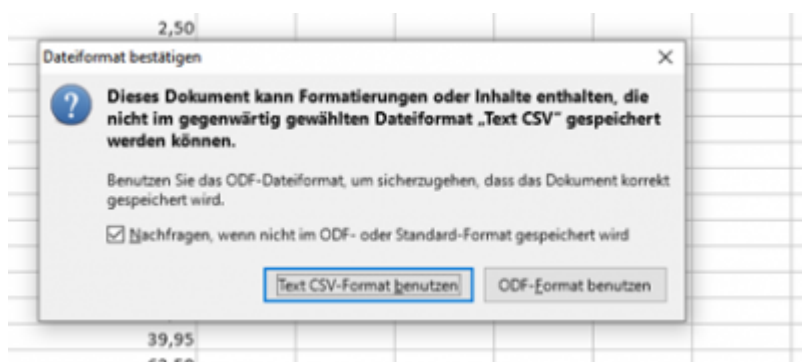 2,50
Dateiformat bestätigen
Dieses Dokument kann Formatierungen oder Inhalte enthalten, die
nicht im gegenwärtig gewählten Dateiformat „Text CSV“ gespeichert
werden können.
Benutzen Sie das ODF-Dateiformat, um sicherzugehen, dass das Dokument korrekt
gespeichert wird.
Nachfragen, wenn nicht im ODF- oder Standard-Format gespeichert wird
Text CSV-Format benutzen
ODF-Format benutzen
39,95